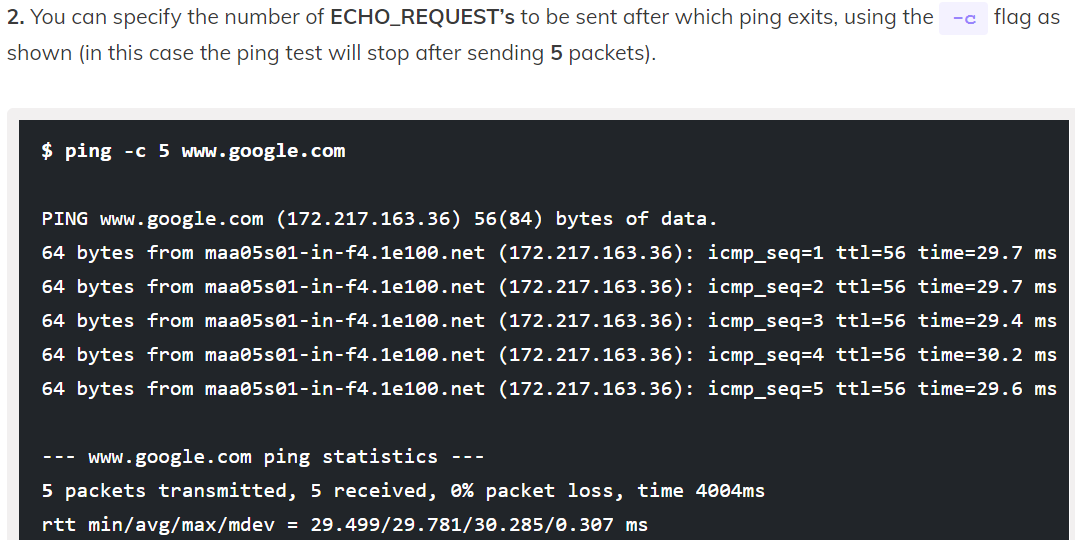 2. You can specify the number of ECHO_REQUEST’s to be sent after which ping exits, using the -c flag as
shown (in this case the ping test will stop after sending 5 packets).
$ ping -c 5 www.google.com
PING www.google.com (172.217.163.36) 56(84) bytes of data.
64 bytes from maa05s01-in-f4.1e100.net (172.217.163.36): icmp_seq=1 ttl=56 time=29.7 ms
64 bytes from maa05s01-in-f4.1e100.net (172.217.163.36): icmp_seq=2 ttl=56 time=29.7 ms
64 bytes from maa05s01-in-f4.1e100.net (172.217.163.36): icmp_seq=3 ttl=56 time=29.4 ms
64 bytes from maa05s01-in-f4.1e100.net (172.217.163.36): icmp_seq=4 ttl=56 time=30.2 ms
64 bytes from maa05s01-in-f4.1e100.net (172.217.163.36): icmp_seq=5 ttl=56 time=29.6 ms
--- www.google.com ping statistics ---
5 packets transmitted, 5 received, 0% packet loss, time 4004ms
rtt min/avg/max/mdev = 29.499/29.781/30.285/0.307 ms